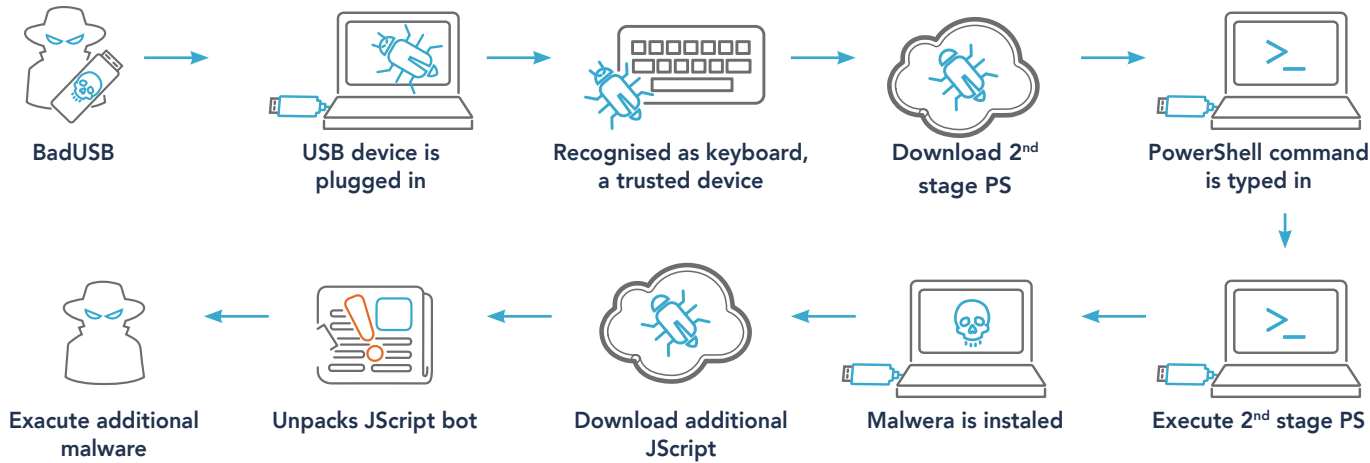 BadUSB
USB device is
plugged in
Recognised as keyboard,
a trusted device
Download 2nd
stage PS
>_
PowerShell command
is typed in
Exacute additional
malware
Unpacks JScript bot
Download additional
JScript
Malwera is instaled
>_
Execute 2nd stage PS